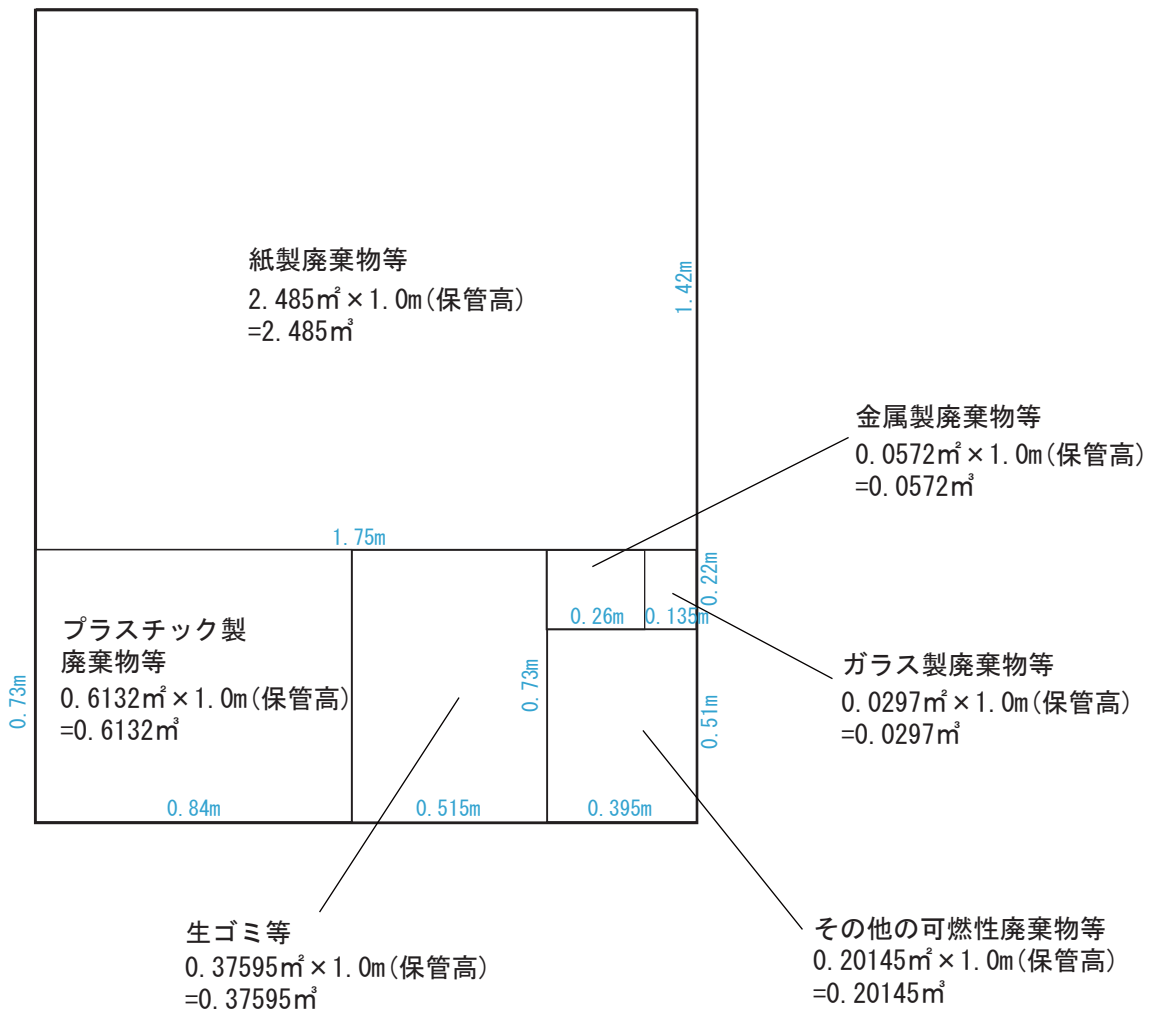 紙製廃棄物等
2.485㎡×1.0m(保管高)
=2.485㎥
1.42m
金属製廃棄物等
0.0572㎡×1.0m(保管高)
=0.0572㎥
1.75m
0.22m
0.26m
0.135m
プラスチック製
廃棄物等
0.6132㎡×1.0m(保管高)
=0.6132㎥
0.73m
0.73m
ガラス製廃棄物等
0.0297㎡×1.0m(保管高)
=0.0297㎥
0.51m
0.84m
0.515m
0.395m
生ゴミ等
0.37595㎡×1.0m(保管高)
=0.37595㎥
その他の可燃性廃棄物等
0.20145㎡×1.0m(保管高)
=0.20145㎥